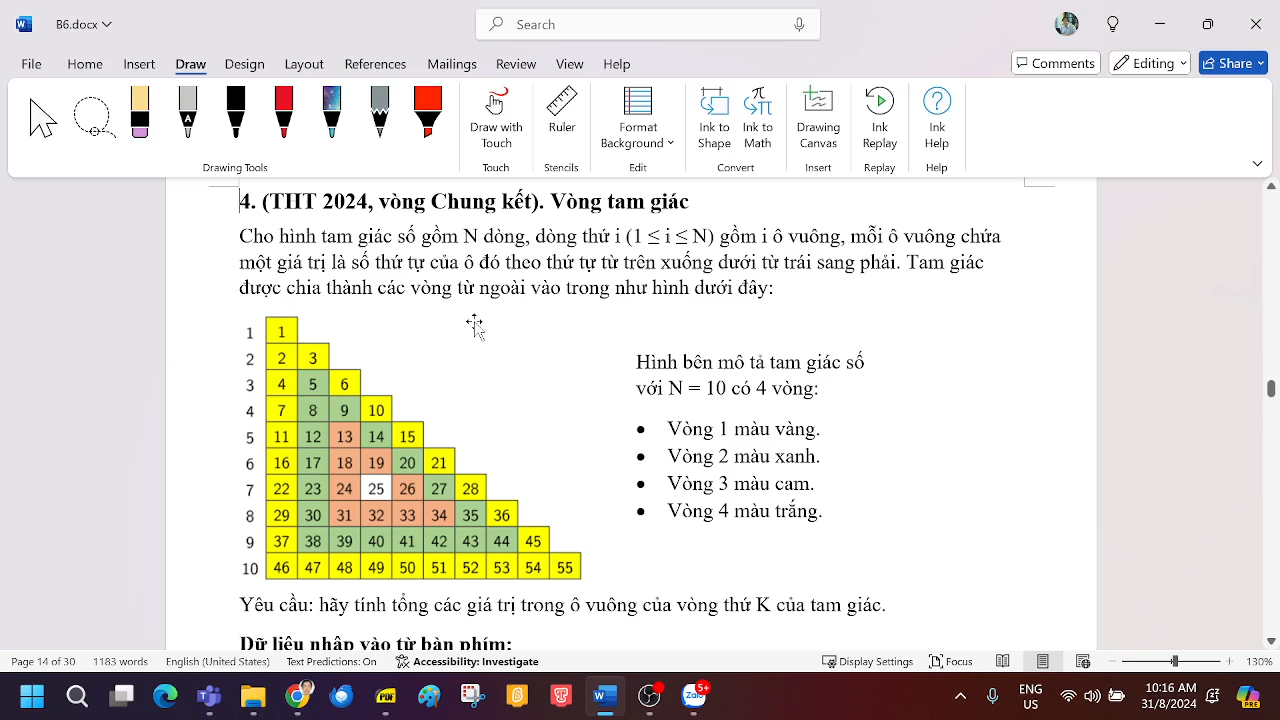 B6.docx
Search
File Home Insert Draw Design Layout References Mailings Review View Help
Comments Editing Share
A
Draw with Touch
Ruler
Format Background
Ink to Shape
Ink to Math
Drawing Canvas
Ink Replay
Ink Help
Drawing Tools Touch Stencils Edit Convert Insert Replay Help
4. (THT 2024, vòng Chung kết). Vòng tam giác
Cho hình tam giác số gồm N dòng, dòng thứ i (1 ≤ i ≤ N) gồm i ô vuông, mỗi ô vuông chứa
một giá trị là số thứ tự của ô đó theo thứ tự từ trên xuống dưới từ trái sang phải. Tam giác
được chia thành các vòng từ ngoài vào trong như hình dưới đây:
1 1
2 2 3
3 4 5 6
4 7 8 9 10
5 11 12 13 14 15
6 16 17 18 19 20 21
7 22 23 24 25 26 27 28
8 29 30 31 32 33 34 35 36
9 37 38 39 40 41 42 43 44 45
10 46 47 48 49 50 51 52 53 54 55
Hình bên mô tả tam giác số
với N = 10 có 4 vòng:
• Vòng 1 màu vàng.
• Vòng 2 màu xanh.
• Vòng 3 màu cam.
• Vòng 4 màu trắng.
Yêu cầu: hãy tính tổng các giá trị trong ô vuông của vòng thứ K của tam giác.
Dữ liệu nhập vào từ bàn phím:
Page 14 of 30 1183 words English (United States) Text Predictions: On Accessibility: Investigate Display Settings Focus 130%
PDF Zalo 5+ ENG US 10:16 AM 31/8/2024 PRE